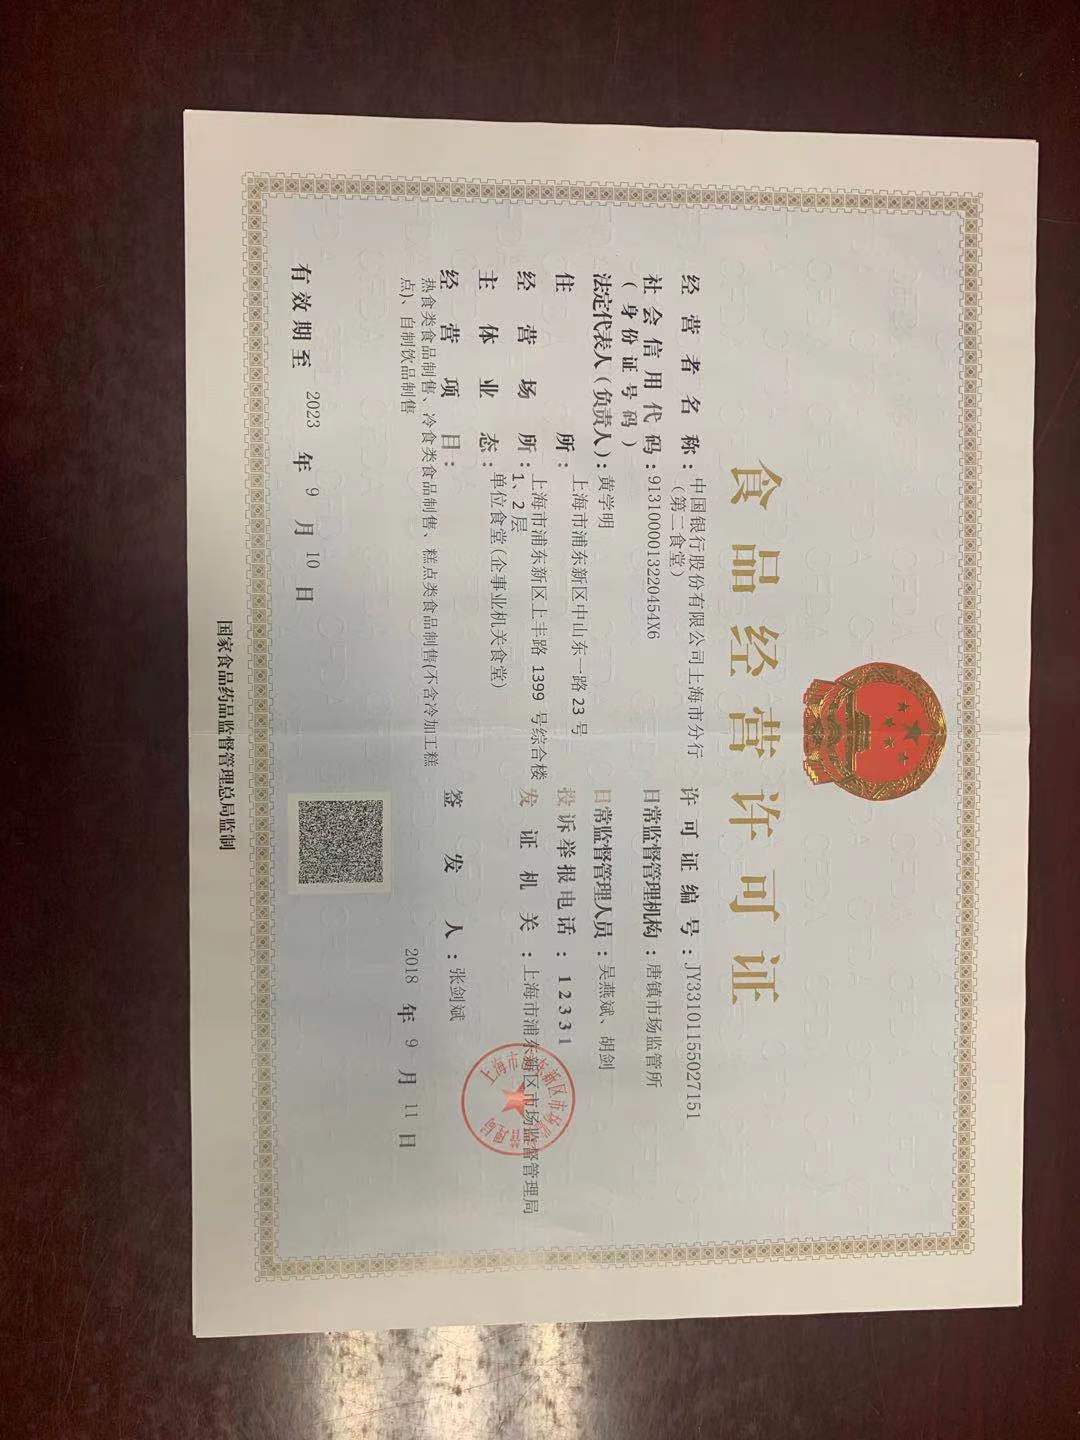 食品经营许可证
经营者名称：中国银行股份有限公司上海市分行
（第二食堂）
社会信用代码：9131000013220454X6
（身份证号码）
法定代表人（负责人）：黄学明
住所：上海市浦东新区中山东一路 23 号
经营场所：上海市浦东新区上丰路 1399 号综合楼
1、2 层
主体业态：单位食堂(企事业机关食堂)
经营项目：
热食类食品制售、冷食类食品制售、糕点类食品制售(不含冷加工糕
点)、自制饮品制售
许可证编号：JY33101155027151
日常监督管理机构：唐镇市场监管所
日常监督管理人员：吴燕斌、胡剑
投诉举报电话：12331
发证机关：上海市浦东新区市场监督管理局
签发人：张剑斌
2018 年 9 月 11 日
有效期至 2023 年 9 月 10 日
国家食品药品监督管理总局监制